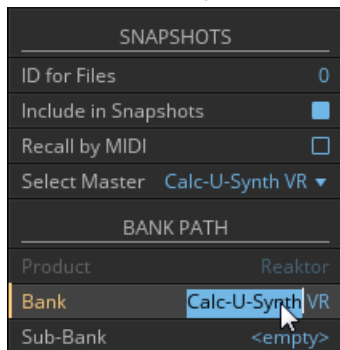 SNAPSHOTS
ID for Files 0
Include in Snapshots
Recall by MIDI
Select Master Calc-U-Synth VR
BANK PATH
Product Reaktor
Bank Calc-U-Synth VR
Sub-Bank <empty>